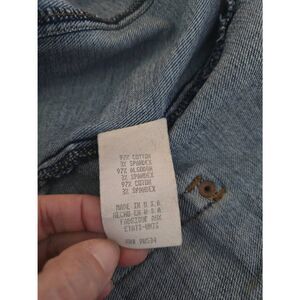 97% COTTON
3% SPANDEX
97% ALGODON
3% SPANDEX
97% COTON
3% SPANDEX
MADE IN U.S.A
HECHO EN U.S.A
FABRIQUE AUX
ETATS-UNIS